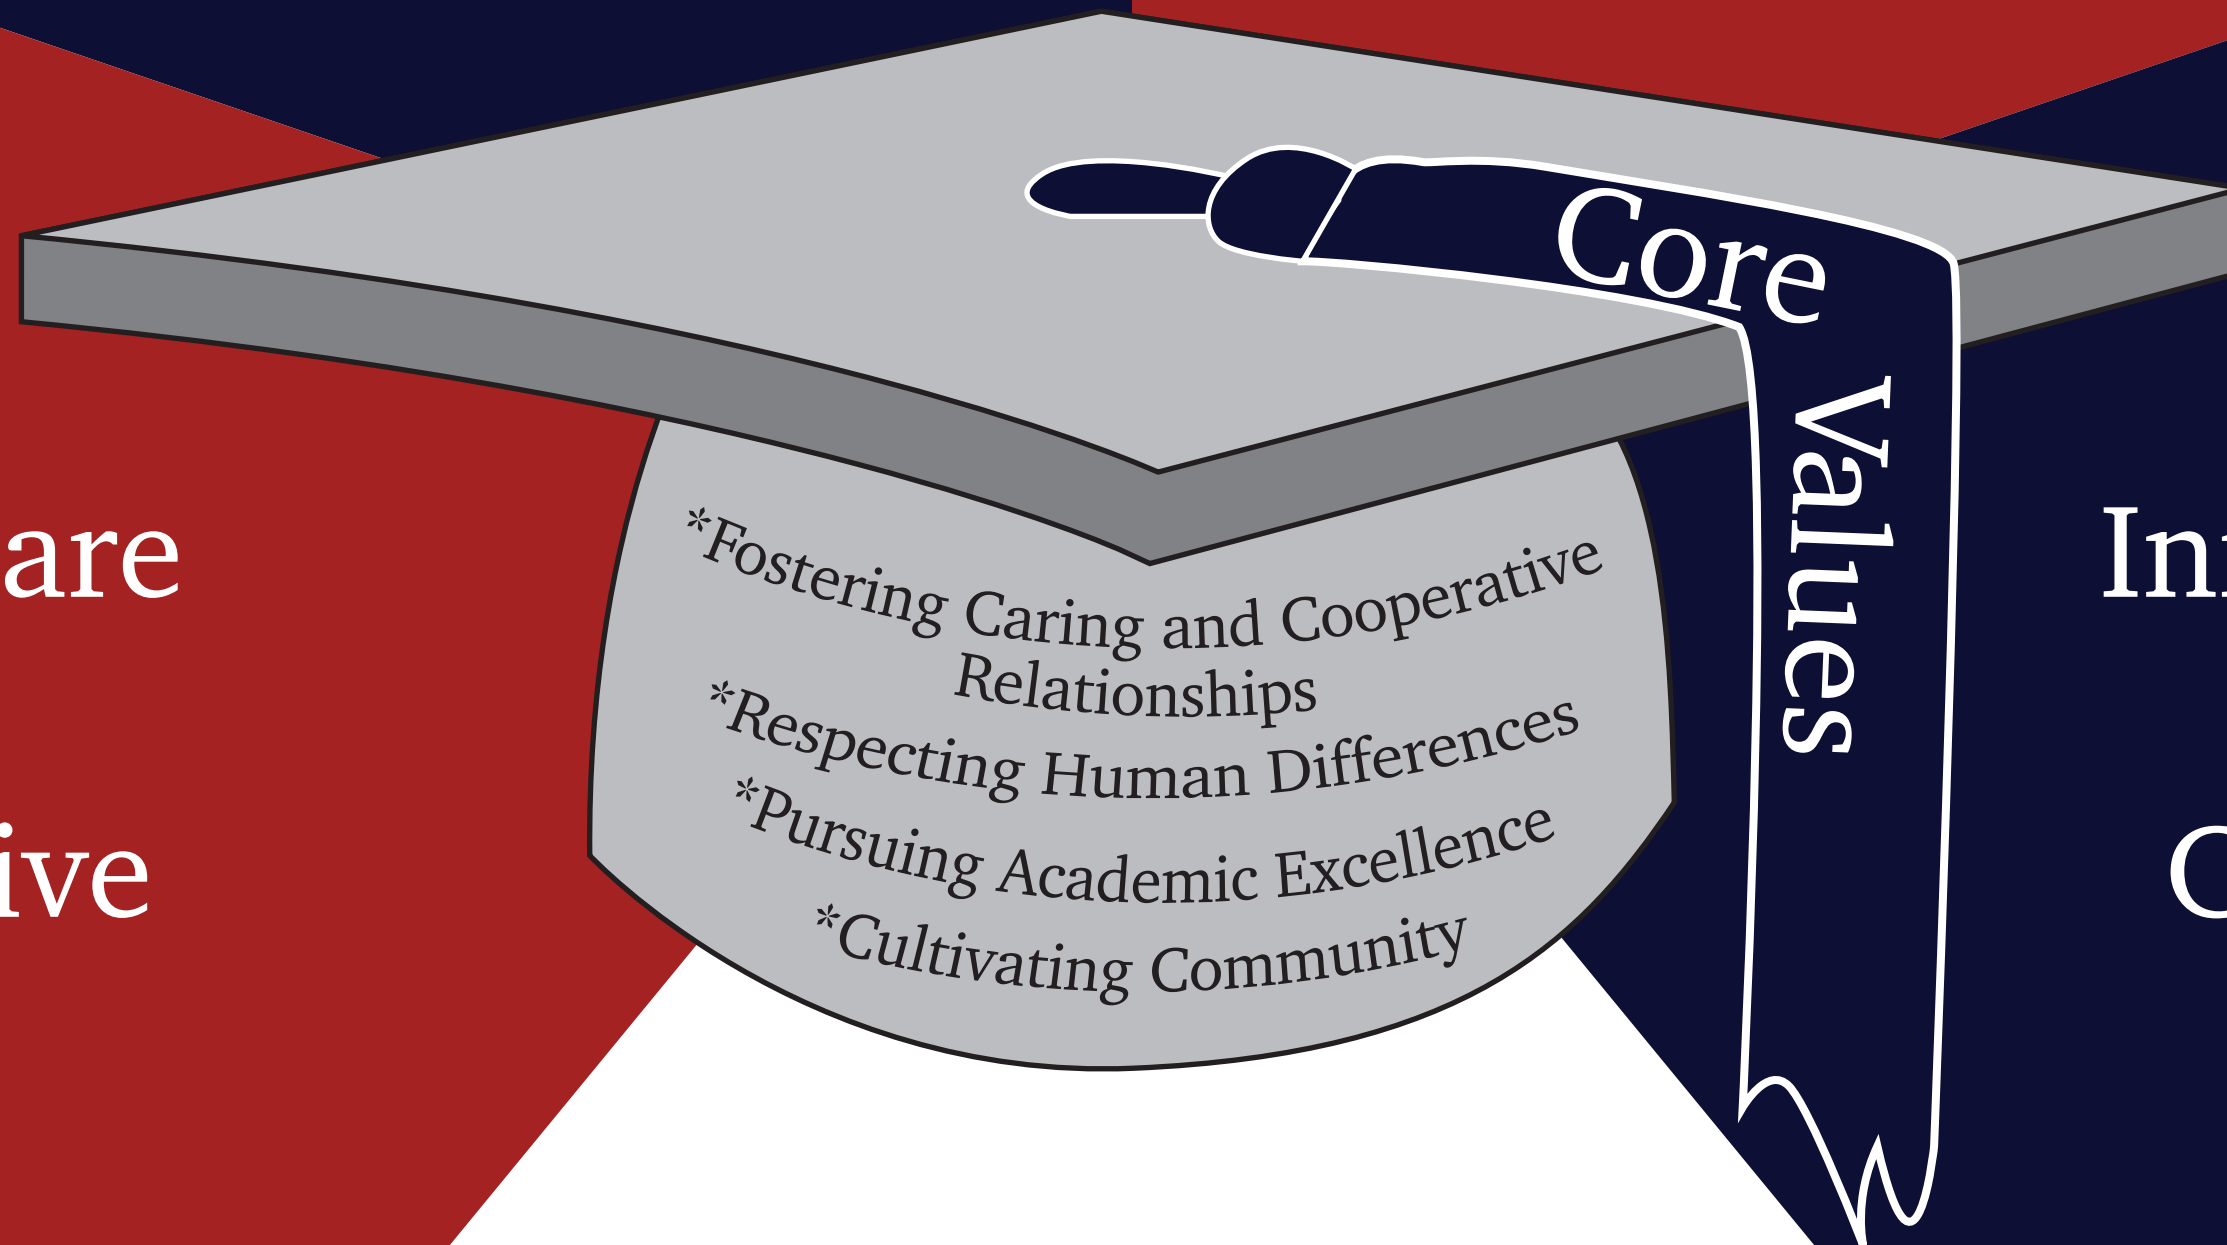 Core
values
*Fostering Caring and Cooperative
Relationships
*Respecting Human Differences
*Pursuing Academic Excellence
*Cultivating Community
are
ive